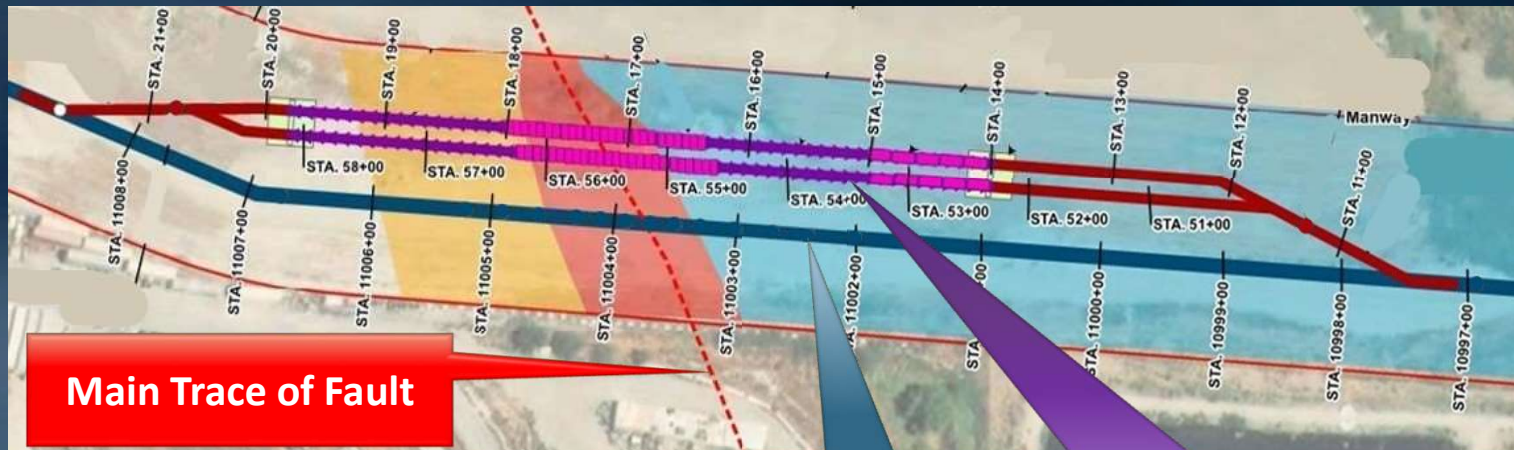 STA. 21+00
STA. 20+00
STA. 19+00
STA. 18+00
STA. 17+00
STA. 16+00
STA. 15+00
STA. 14+00
STA. 13+00
STA. 12+00
STA. 11+00
Manway
STA. 58+00
STA. 57+00
STA. 56+00
STA. 55+00
STA. 54+00
STA. 53+00
STA. 52+00
STA. 51+00
STA. 11008+00
STA. 11007+00
STA. 11006+00
STA. 11005+00
STA. 11004+00
STA. 11003+00
11002+00
STA. 11000+00
STA. 10999+00
STA. 10998+00
STA. 10997+00
Main Trace of Fault